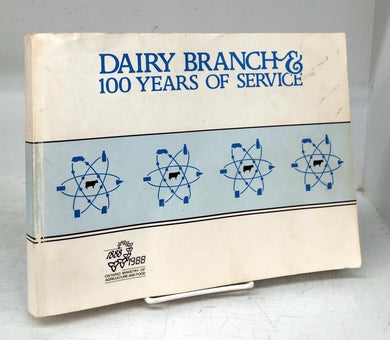 DAIRY BRANCH &
100 YEARS OF SERVICE
1888
1988
ONTARIO MINISTRY OF
AGRICULTURE AND FOOD